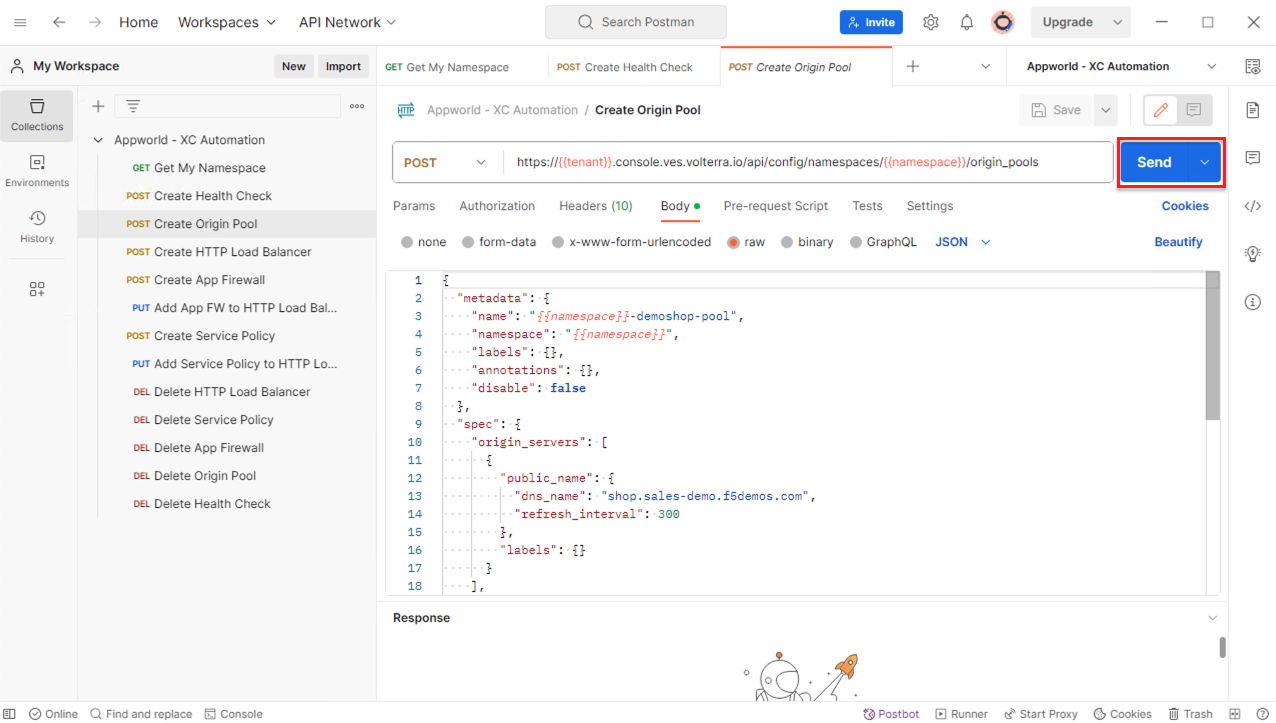 Home
Workspaces
API Network
Search Postman
Invite
Upgrade
My Workspace
New
Import
GET Get My Namespace
POST Create Health Check
POST Create Origin Pool
Appworld - XC Automation
Collections
Environments
History
Appworld - XC Automation
GET Get My Namespace
POST Create Health Check
POST Create Origin Pool
POST Create HTTP Load Balancer
POST Create App Firewall
PUT Add App FW to HTTP Load Bal...
POST Create Service Policy
PUT Add Service Policy to HTTP Lo...
DEL Delete HTTP Load Balancer
DEL Delete Service Policy
DEL Delete App Firewall
DEL Delete Origin Pool
DEL Delete Health Check
HTTP Appworld - XC Automation / Create Origin Pool
Save
POST
https://{{tenant}}.console.ves.volterra.io/api/config/namespaces/{{namespace}}/origin_pools
Send
Params Authorization Headers (10) Body Pre-request Script Tests Settings Cookies
none form-data x-www-form-urlencoded raw binary GraphQL JSON Beautify
1 {
2 "metadata": {
3 "name": "{{namespace}}-demoshop-pool",
4 "namespace": "{{namespace}}",
5 "labels": {},
6 "annotations": {},
7 "disable": false
8 },
9 "spec": {
10 "origin_servers": [
11 {
12 "public_name": {
13 "dns_name": "shop.sales-demo.f5demos.com",
14 "refresh_interval": 300
15 },
16 "labels": {}
17 }
18 ],
Response
Online
Find and replace
Console
Postbot
Runner
Start Proxy
Cookies
Trash